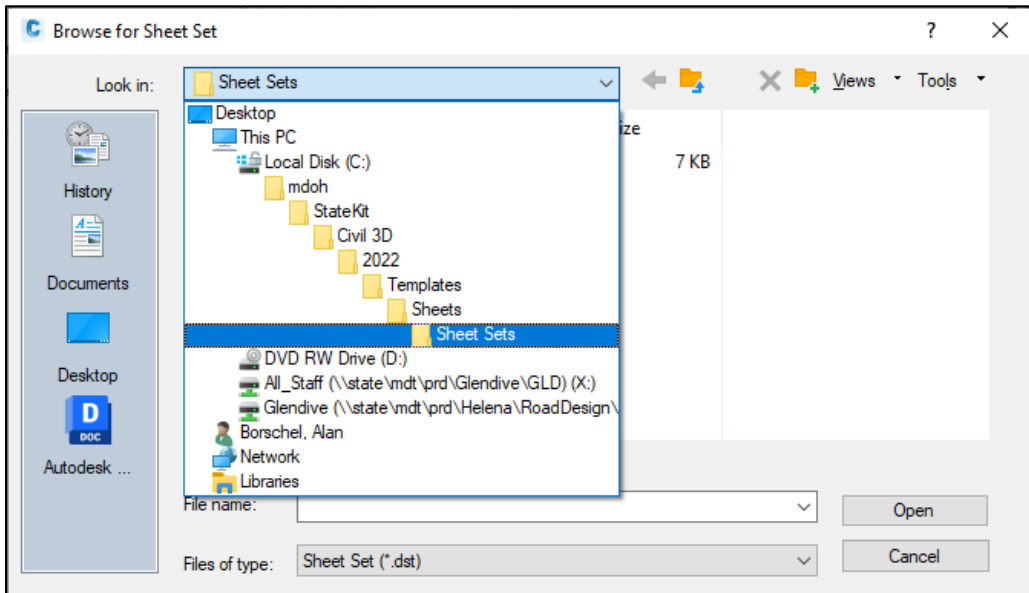 Browse for Sheet Set
?
Look in:
Sheet Sets
Views
Tools
Desktop
This PC
Local Disk (C:)
mdoh
StateKit
Civil 3D
2022
Templates
Sheets
Sheet Sets
DVD RW Drive (D:)
All_Staff (\\state\mdt\prd\Glendive\GLD) (X:)
Glendive (\\state\mdt\prd\Helena\RoadDesign\
Borschel, Alan
Network
Libraries
ize
7 KB
History
Documents
Desktop
D
DOC
Autodesk ...
File name:
Open
Files of type:
Sheet Set (*.dst)
Cancel